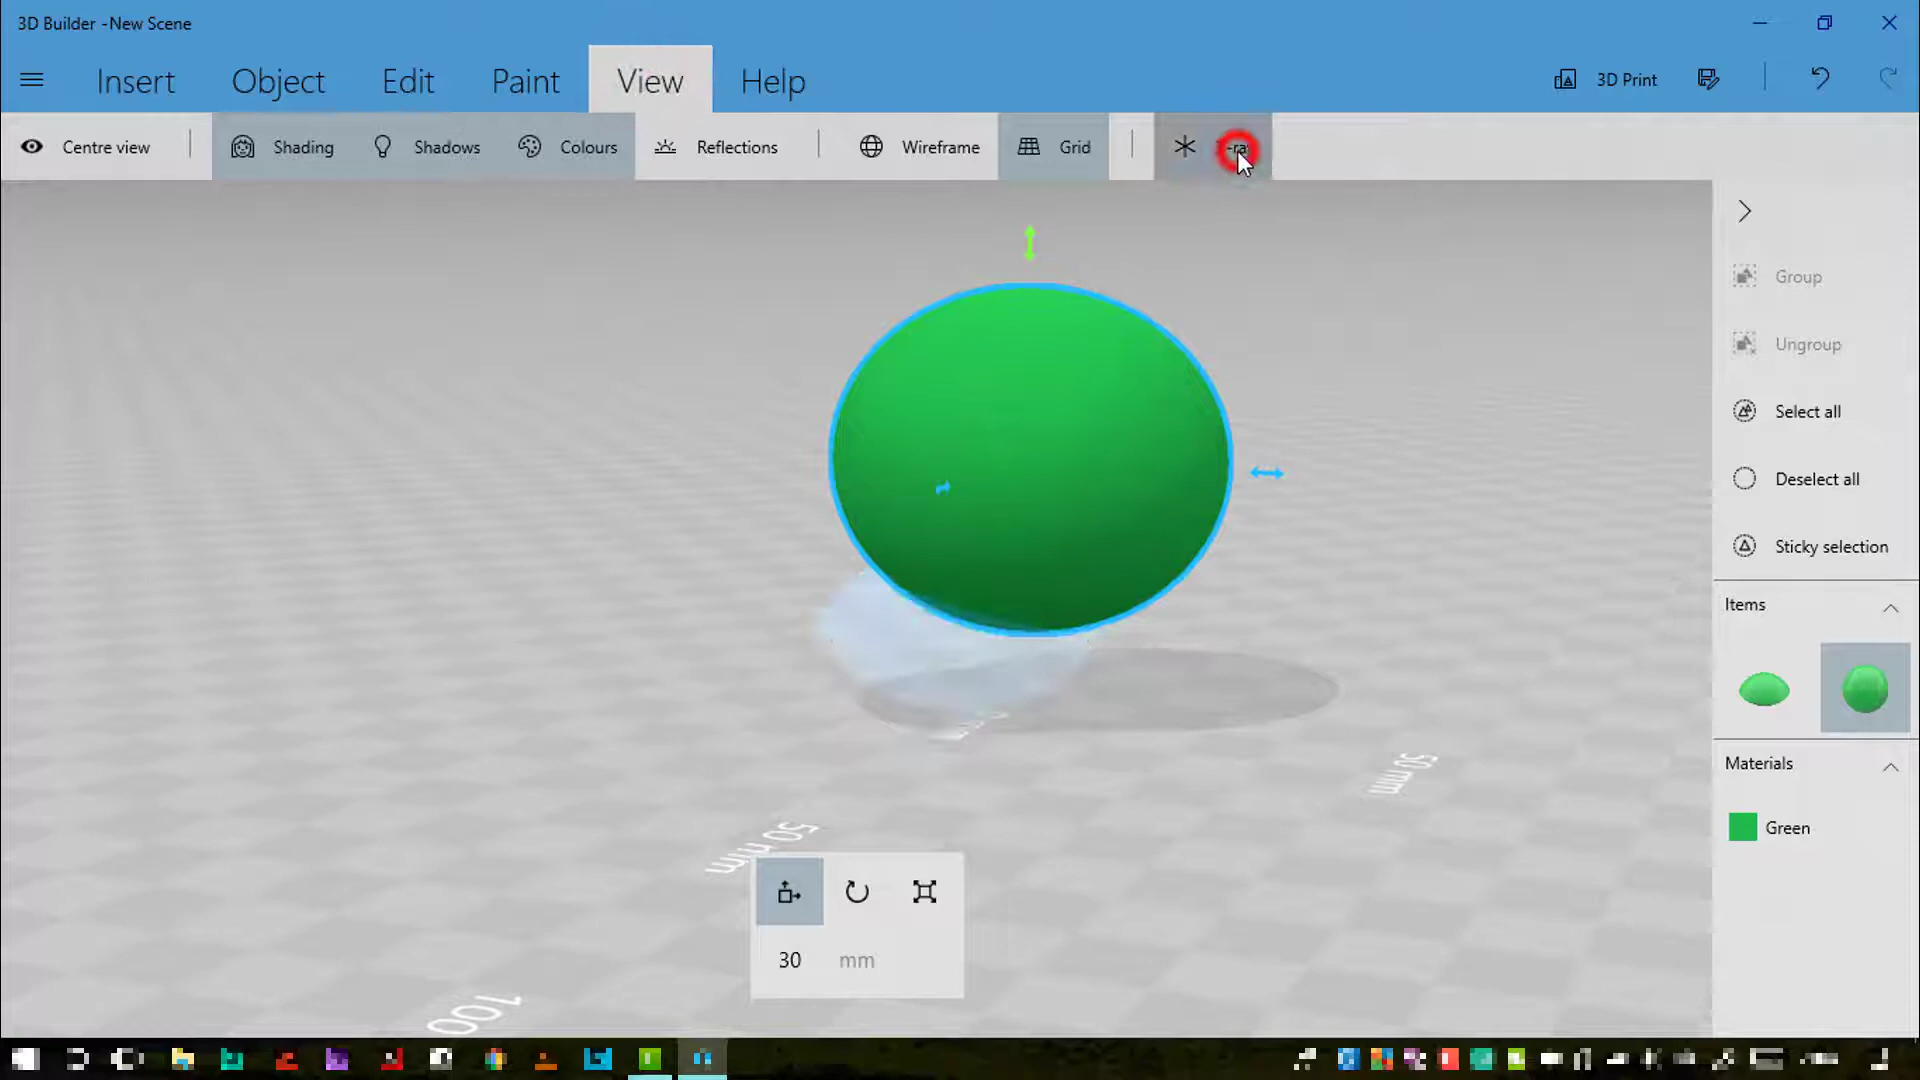 3D Builder -New Scene
Insert Object Edit Paint View Help 3D Print
Centre view Shading Shadows Colours Reflections Wireframe Grid
Group
Ungroup
Select all
Deselect all
Sticky selection
Items
Materials
Green
50 mm
50 mm
100
30 mm